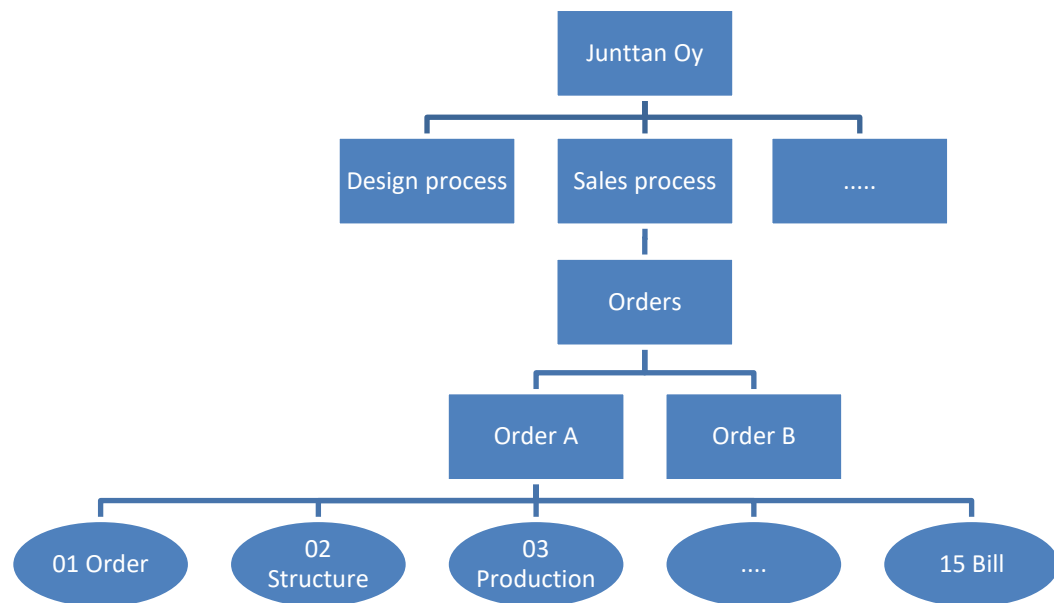 Junttan Oy
Design process
Sales process
.....
Orders
Order A
Order B
01 Order
02
Structure
03
Production
....
15 Bill